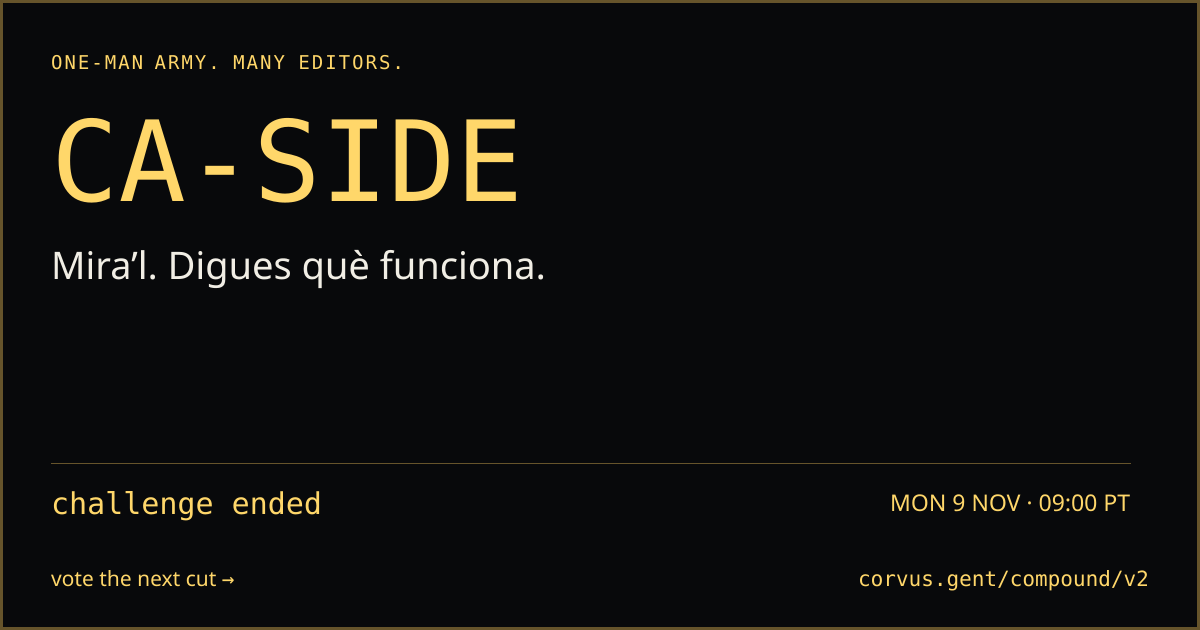 ONE-MAN ARMY. MANY EDITORS.
CA-SIDE
Mira’l. Digues què funciona.
challenge ended
MON 9 NOV · 09:00 PT
vote the next cut →
corvus.gent/compound/v2